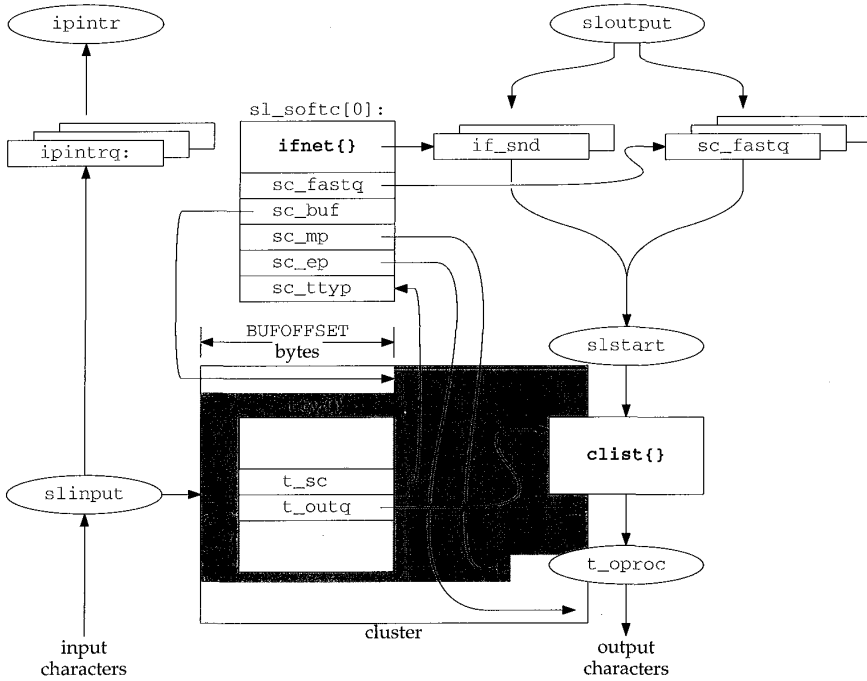 ipintr
sloutput
sl_softc[0]:
ipintrq:
ifnet{}
if_snd
sc_fastq
sc_fastq
sc_buf
sc_mp
sc_ep
sc_ttyp
BUFOFFSET
bytes
slstart
clist{}
t_sc
slinput
t_outq
t_oproc
cluster
input
characters
output
characters